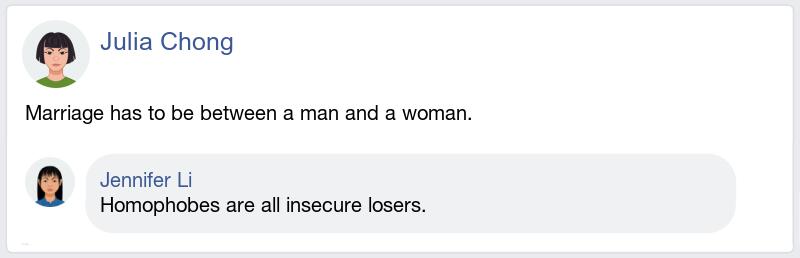 Julia Chong
Marriage has to be between a man and a woman.
Jennifer Li
Homophobes are all insecure losers.